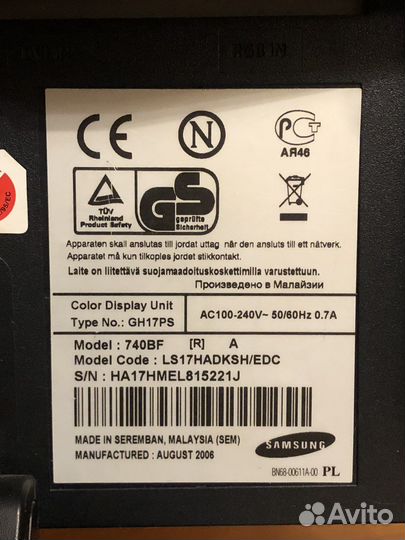 RGB IN
CE
N
PCT
АЯ46
TÜV
Rheinland
Product Safety
GS
geprüfte
Sicherheit
Apparaten skall anslutas till jordat uttag när den ansluts till ett nätverk.
Apparatet må kun tilkoples jordet stikkontakt.
Laite on liitettävä suojamaadoituskoskettimilla varustettuun.
Произведено в Малайзии
Color Display Unit
Type No.: GH17PS
AC100-240V~ 50/60Hz 0.7A
Model : 740BF [R] A
Model Code : LS17HADKSH/EDC
S/N : HA17HMEL815221J
MADE IN SEREMBAN, MALAYSIA (SEM)
MANUFACTURED : AUGUST 2006
SAMSUNG
BN68-00611A-00 PL
Avito